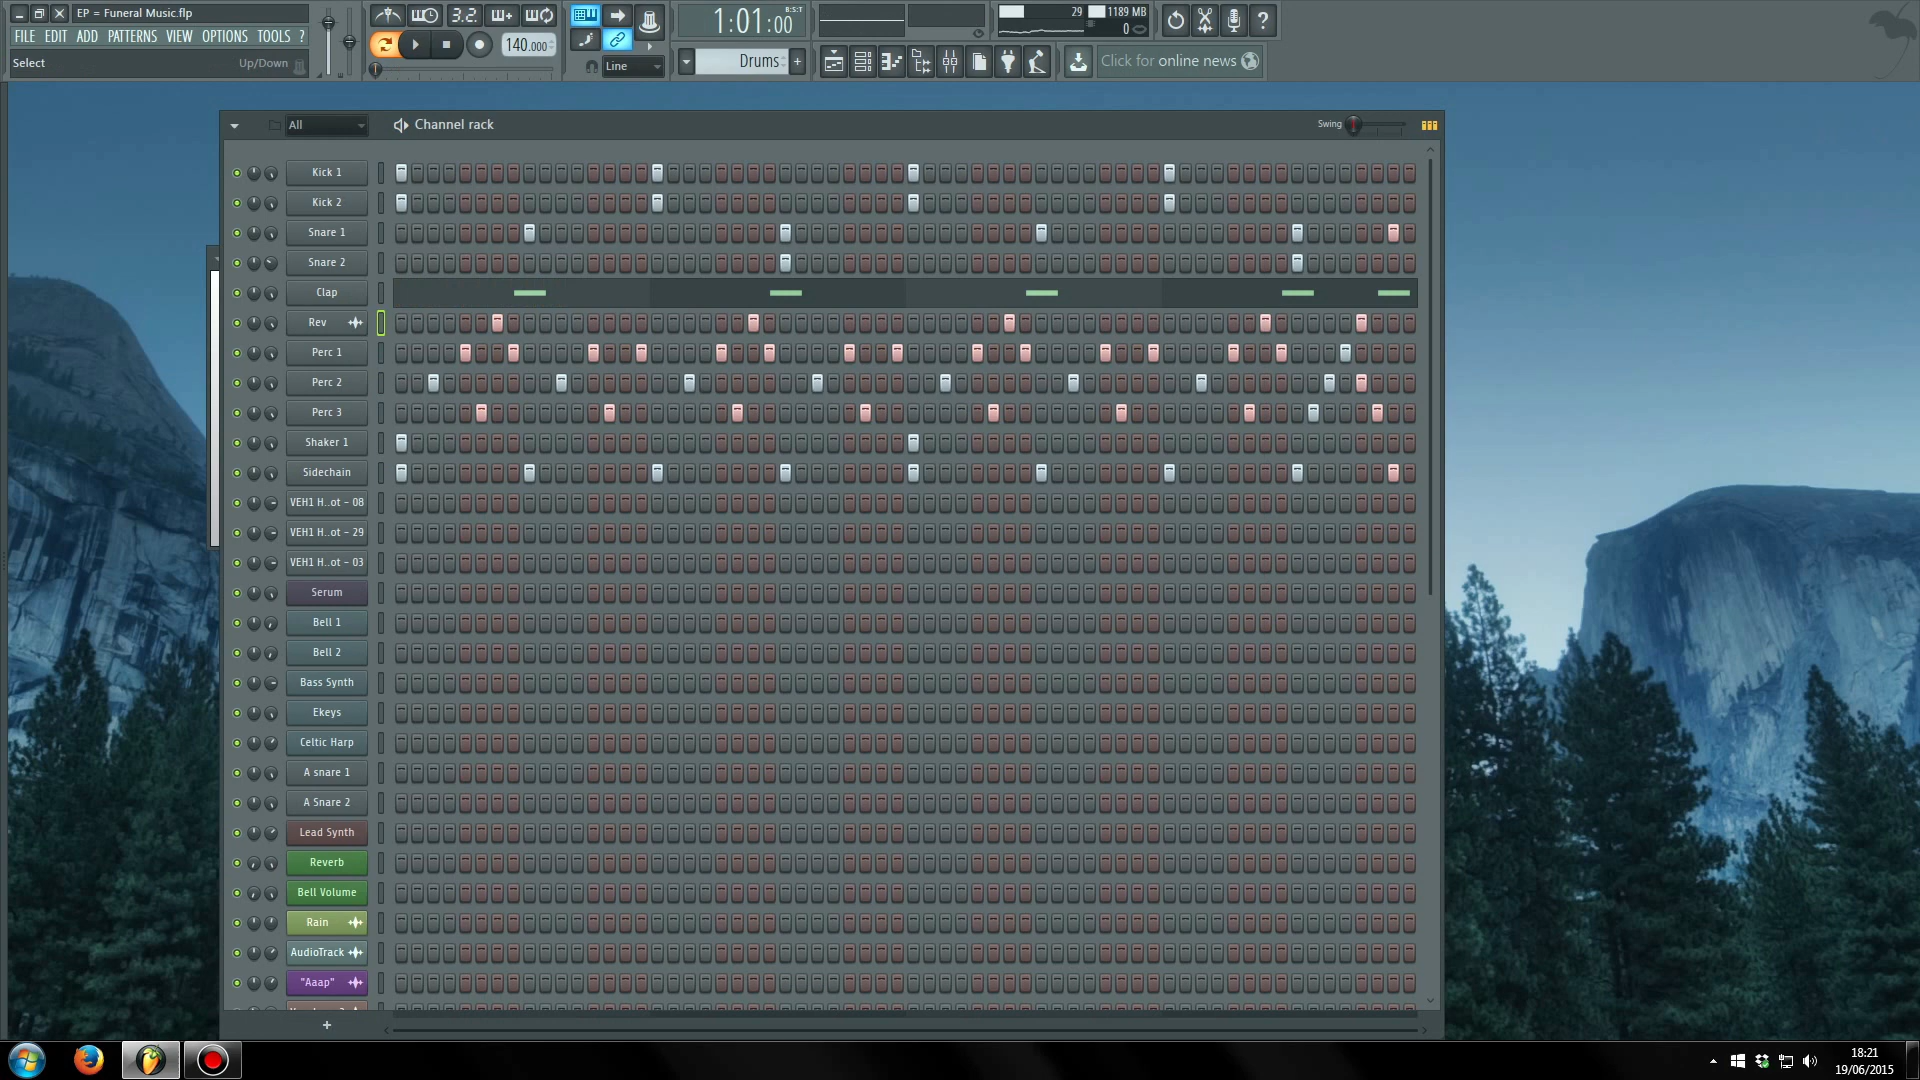 EP = Funeral Music.flp
FILE EDIT ADD PATTERNS VIEW OPTIONS TOOLS ?
Select Up/Down
3.2.
140.000
Line
1:01:00 B:S:T
Drums
29 1189 MB
0
Click for online news
All
Channel rack
Swing
Kick 1
Kick 2
Snare 1
Snare 2
Clap
Rev
Perc 1
Perc 2
Perc 3
Shaker 1
Sidechain
VEH1 H..ot - 08
VEH1 H..ot - 29
VEH1 H..ot - 03
Serum
Bell 1
Bell 2
Bass Synth
Ekeys
Celtic Harp
A snare 1
A Snare 2
Lead Synth
Reverb
Bell Volume
Rain
AudioTrack
"Aaap"
+
18:21
19/06/2015